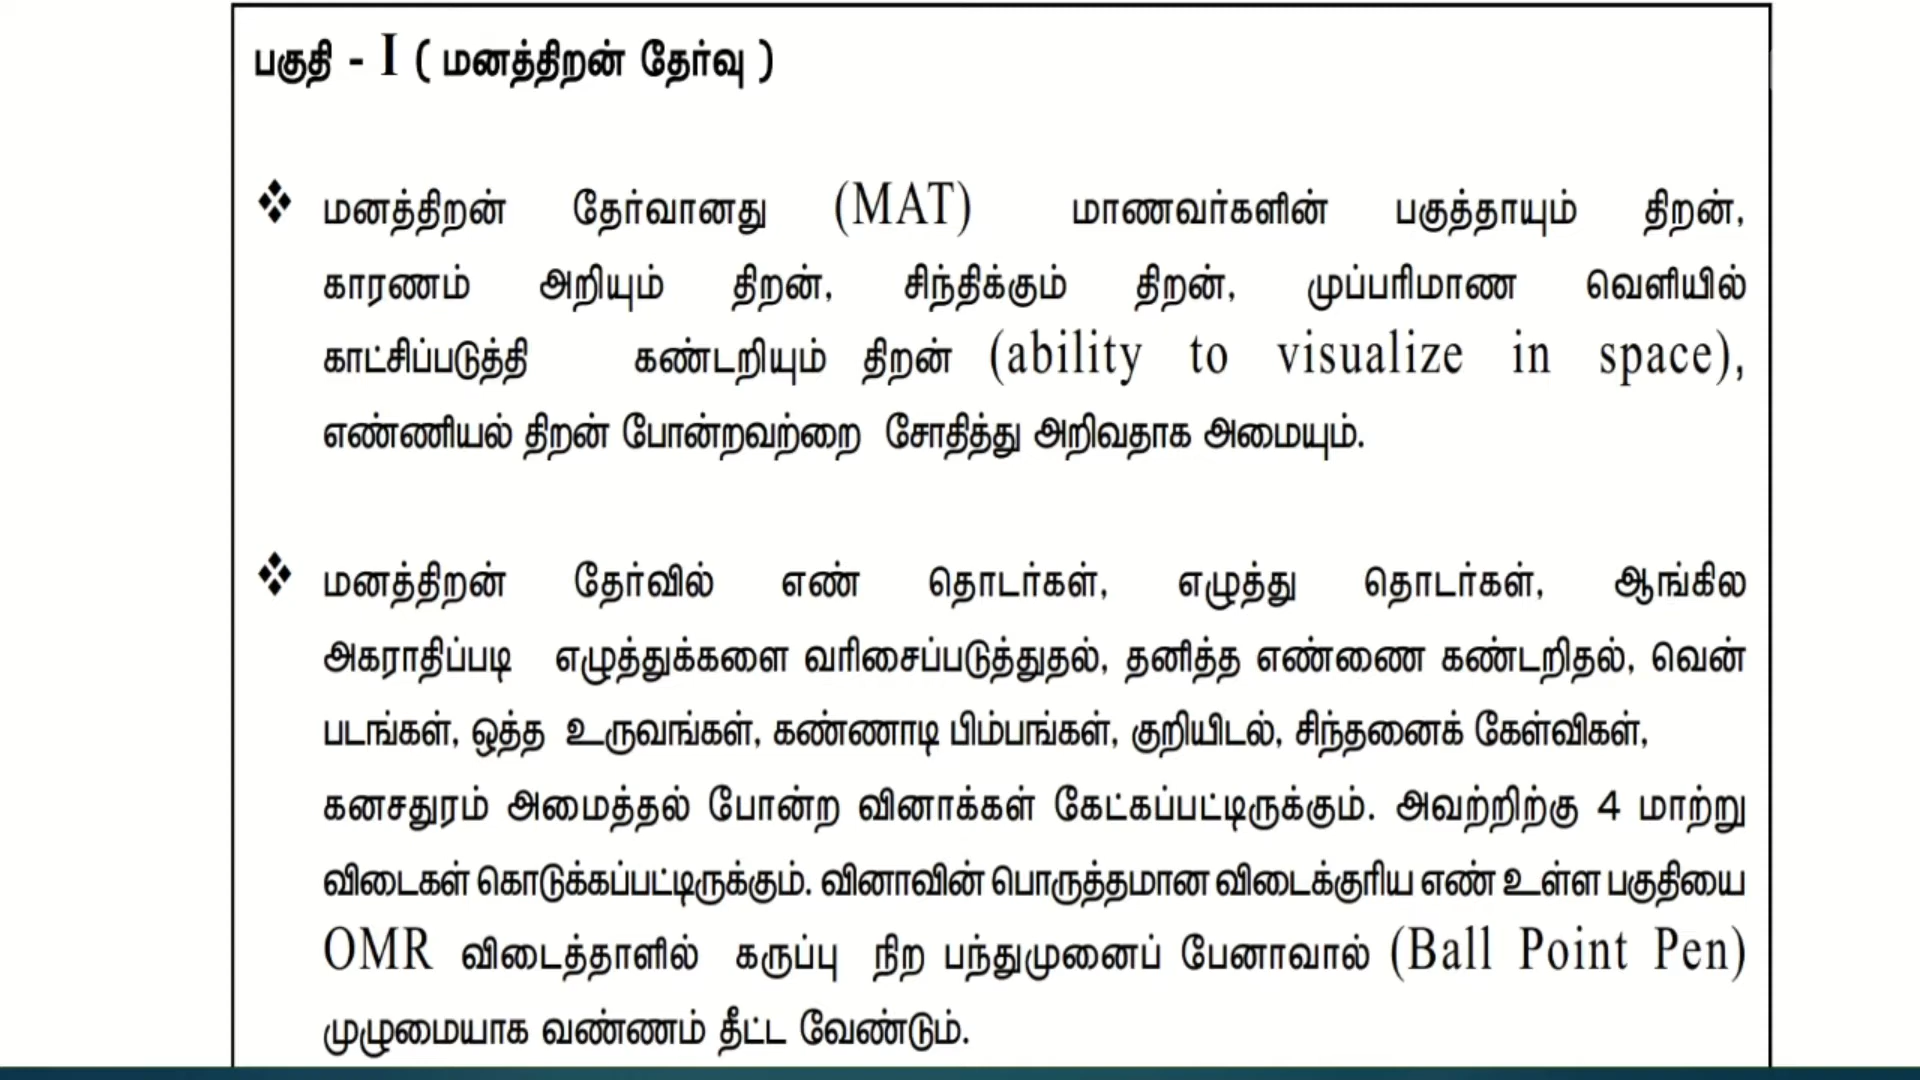 பகுதி - I ( மனத்திறன் தேர்வு )
❖ மனத்திறன் தேர்வானது (MAT) மாணவர்களின் பகுத்தாயும் திறன்,
காரணம் அறியும் திறன், சிந்திக்கும் திறன், முப்பரிமாண வெளியில்
காட்சிப்படுத்தி கண்டறியும் திறன் (ability to visualize in space),
எண்ணியல் திறன் போன்றவற்றை சோதித்து அறிவதாக அமையும்.
❖ மனத்திறன் தேர்வில் எண் தொடர்கள், எழுத்து தொடர்கள், ஆங்கில
அகராதிப்படி எழுத்துக்களை வரிசைப்படுத்துதல், தனித்த எண்ணை கண்டறிதல், வென்
படங்கள், ஒத்த உருவங்கள், கண்ணாடி பிம்பங்கள், குறியிடல், சிந்தனைக் கேள்விகள்,
கனசதுரம் அமைத்தல் போன்ற வினாக்கள் கேட்கப்பட்டிருக்கும். அவற்றிற்கு 4 மாற்று
விடைகள் கொடுக்கப்பட்டிருக்கும். வினாவின் பொருத்தமான விடைக்குரிய எண் உள்ள பகுதியை
OMR விடைத்தாளில் கருப்பு நிற பந்துமுனைப் பேனாவால் (Ball Point Pen)
முழுமையாக வண்ணம் தீட்ட வேண்டும்.